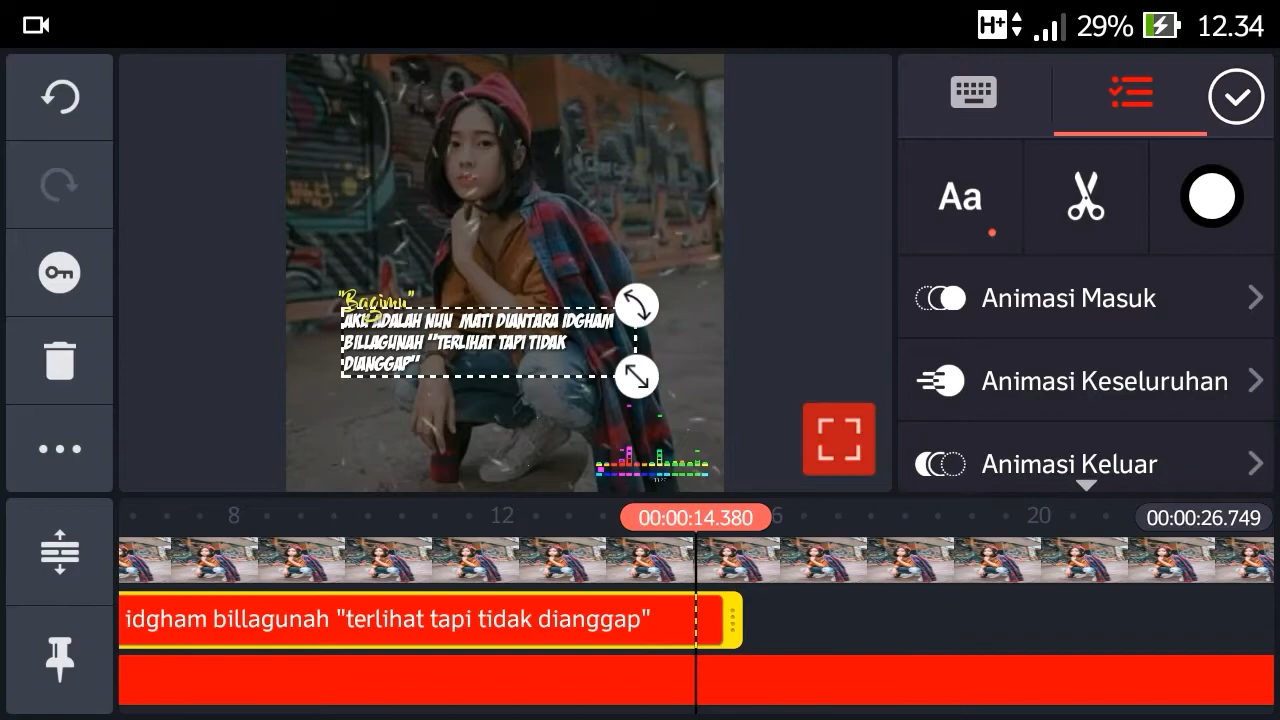 H+ 29% 12.34
Aa
"Bagimu"
AKU ADALAH NUN MATI DIANTARA IDGHAM
BILLAGUNAH "TERLIHAT TAPI TIDAK
DIANGGAP"
Animasi Masuk
Animasi Keseluruhan
Animasi Keluar
8 12 00:00:14.380 6 20 00:00:26.749
idgham billagunah "terlihat tapi tidak dianggap"